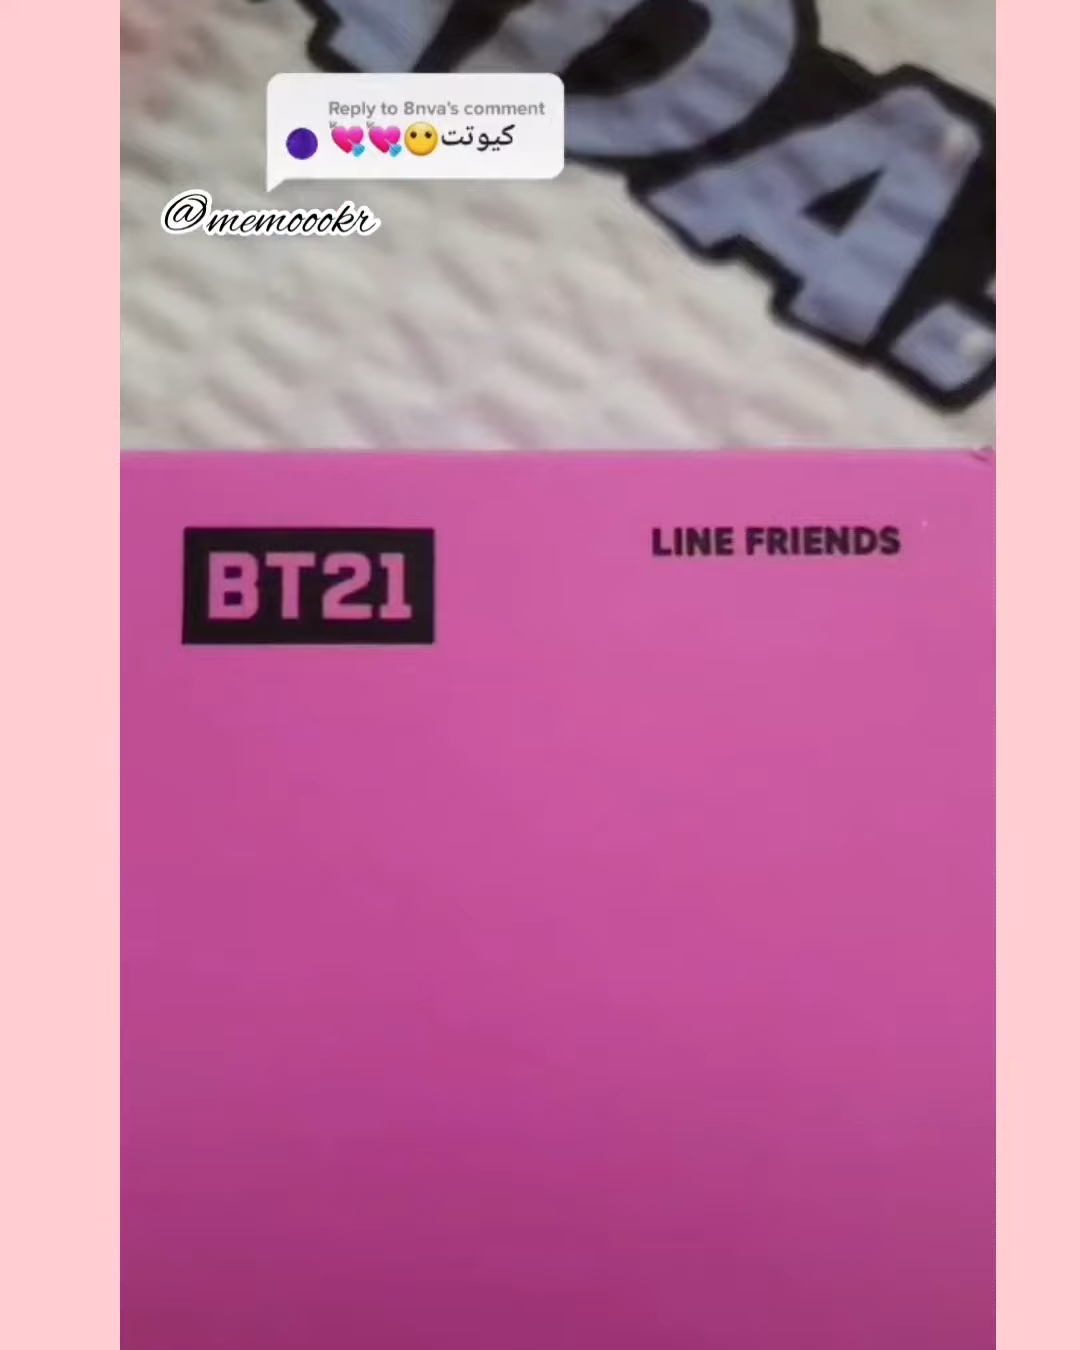 Reply to 8nva's comment
كيوتت😶💘💘
@memoookr
BT21
LINE FRIENDS